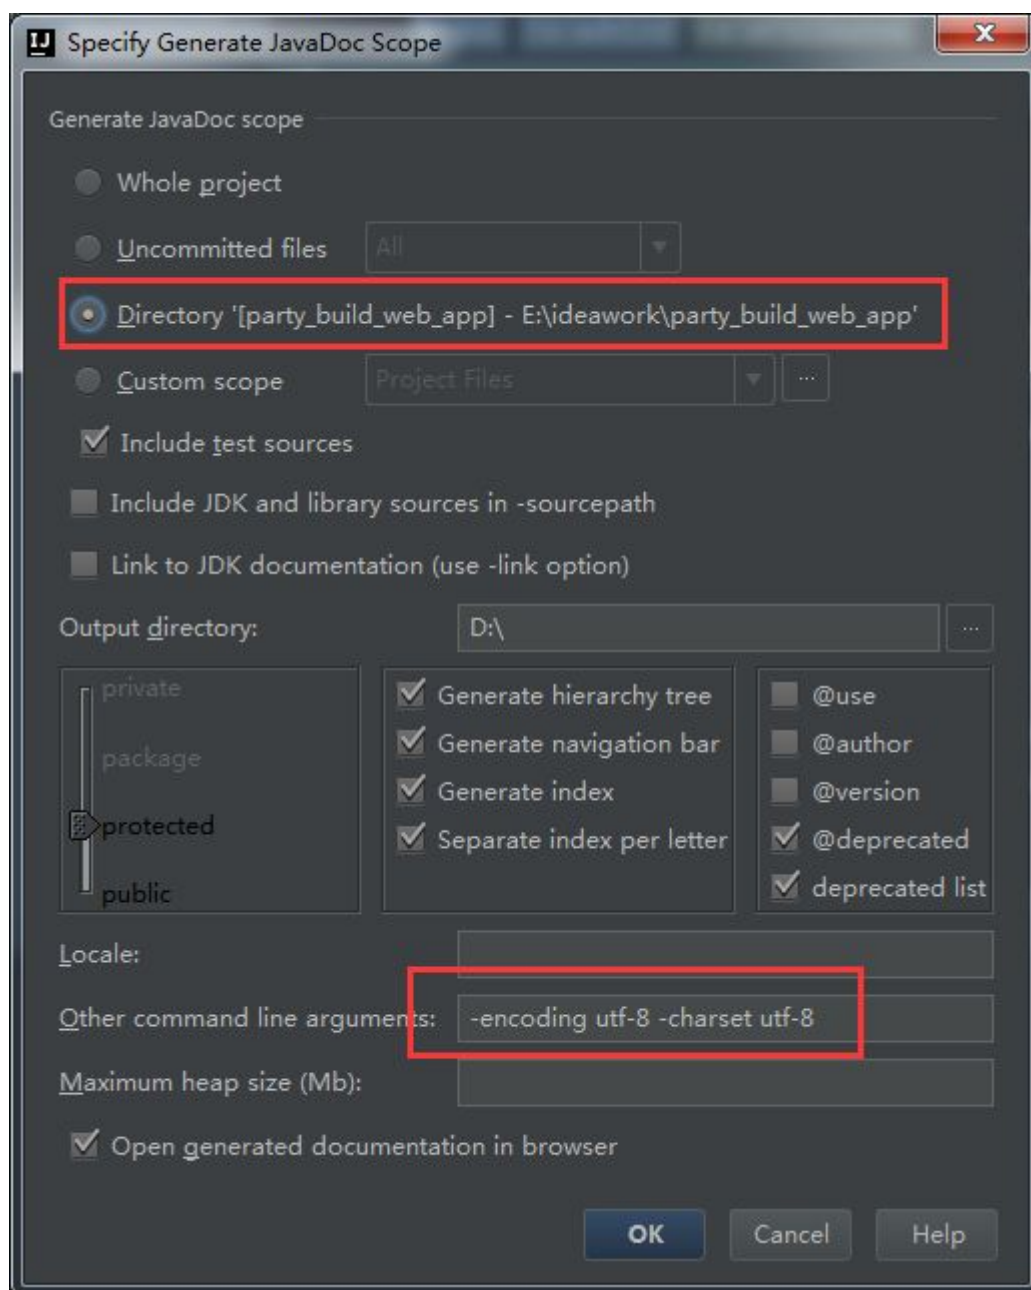 IJ Specify Generate JavaDoc Scope
Generate JavaDoc scope
Whole project
Uncommitted files All
Directory '[party_build_web_app] - E:\ideawork\party_build_web_app'
Custom scope Project Files ...
Include test sources
Include JDK and library sources in -sourcepath
Link to JDK documentation (use -link option)
Output directory: D:\ ...
private
package
protected
public
Generate hierarchy tree
Generate navigation bar
Generate index
Separate index per letter
@use
@author
@version
@deprecated
deprecated list
Locale:
Other command line arguments: -encoding utf-8 -charset utf-8
Maximum heap size (Mb):
Open generated documentation in browser
OK Cancel Help